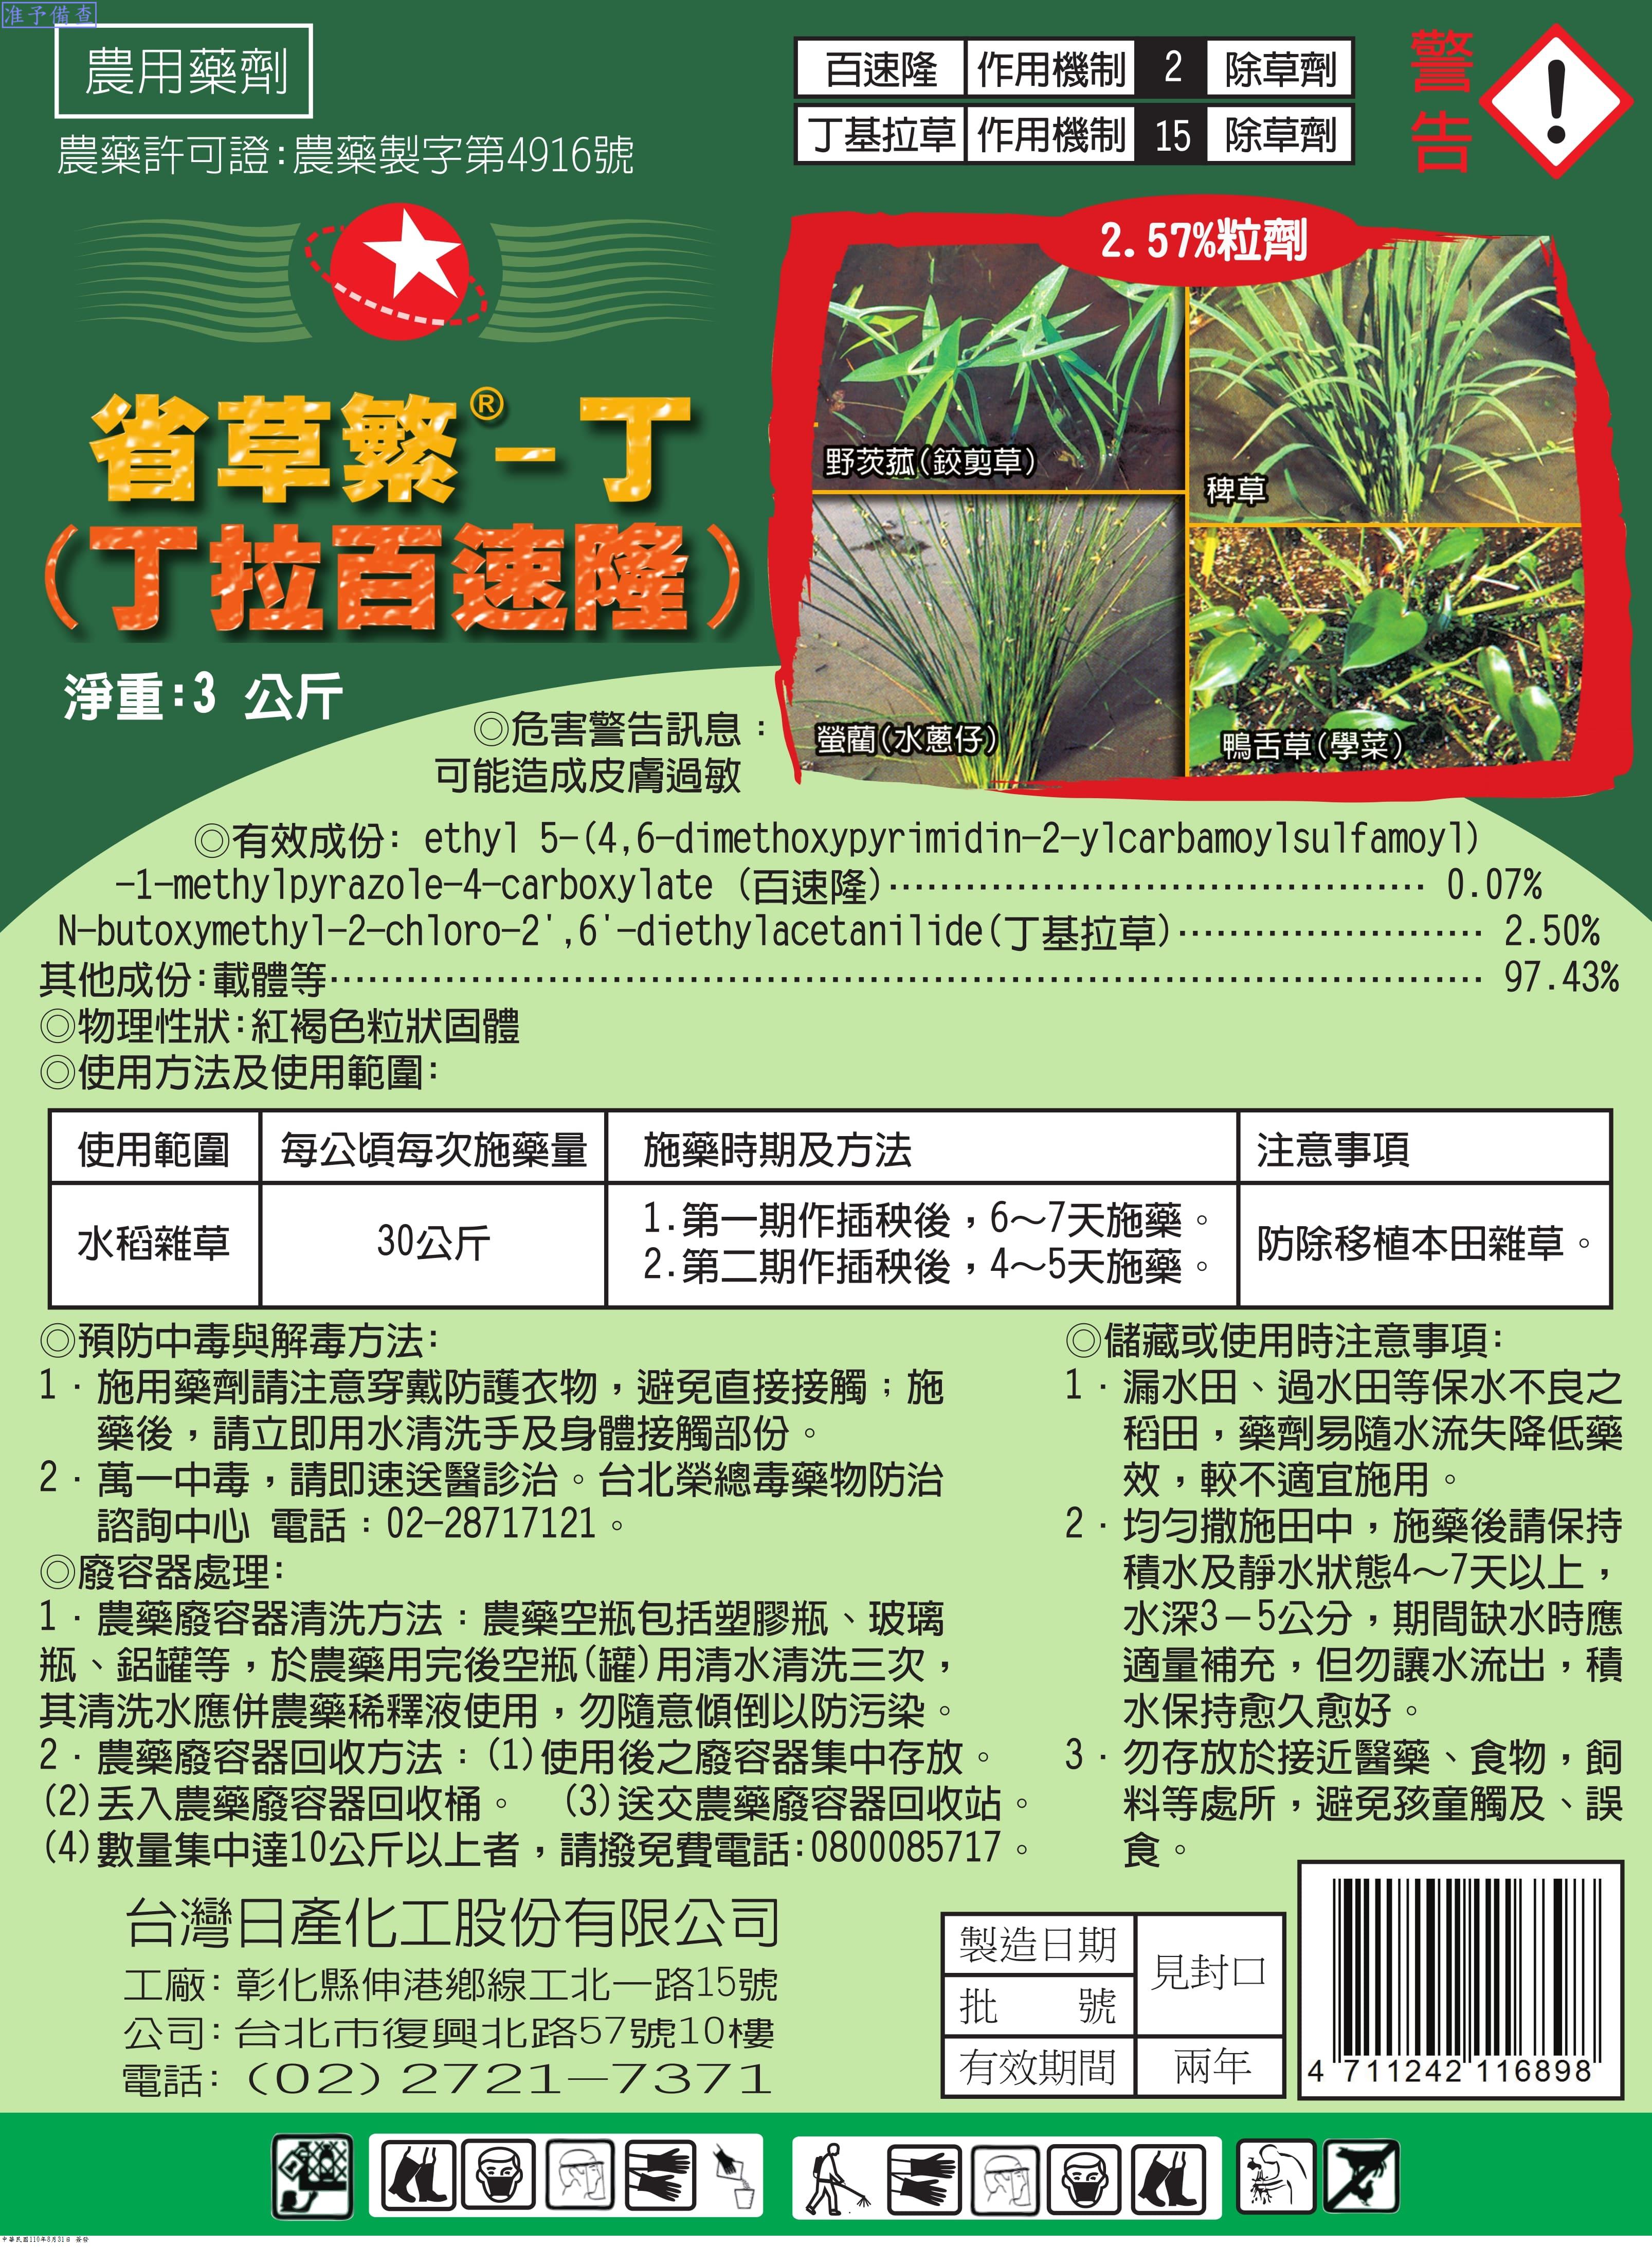 准予備查
農用藥劑
農藥許可證:農藥製字第4916號
百速隆 作用機制 2 除草劑
丁基拉草 作用機制 15 除草劑
警告
2.57%粒劑
省草繁®-丁
(丁拉百速隆)
淨重:3 公斤
野茨菰(鉸剪草)
稗草
螢藺(水蔥仔)
鴨舌草(學菜)
◎危害警告訊息:
可能造成皮膚過敏
◎有效成份: ethyl 5-(4,6-dimethoxypyrimidin-2-ylcarbamoylsulfamoyl)
-1-methylpyrazole-4-carboxylate (百速隆)……………………………………… 0.07%
N-butoxymethyl-2-chloro-2',6'-diethylacetanilide(丁基拉草)…………………… 2.50%
其他成份:載體等…………………………………………………………………………… 97.43%
◎物理性狀:紅褐色粒狀固體
◎使用方法及使用範圍:
使用範圍 每公頃每次施藥量 施藥時期及方法 注意事項
水稻雜草 30公斤 1.第一期作插秧後,6～7天施藥。
2.第二期作插秧後,4～5天施藥。 防除移植本田雜草。
◎預防中毒與解毒方法:
1.施用藥劑請注意穿戴防護衣物,避免直接接觸;施
藥後,請立即用水清洗手及身體接觸部份。
2.萬一中毒,請即速送醫診治。台北榮總毒藥物防治
諮詢中心 電話:02-28717121。
◎廢容器處理:
1.農藥廢容器清洗方法:農藥空瓶包括塑膠瓶、玻璃
瓶、鋁罐等,於農藥用完後空瓶(罐)用清水清洗三次,
其清洗水應併農藥稀釋液使用,勿隨意傾倒以防污染。
2.農藥廢容器回收方法:(1)使用後之廢容器集中存放。
(2)丟入農藥廢容器回收桶。 (3)送交農藥廢容器回收站。
(4)數量集中達10公斤以上者,請撥免費電話:0800085717。
◎儲藏或使用時注意事項:
1.漏水田、過水田等保水不良之
稻田,藥劑易隨水流失降低藥
效,較不適宜施用。
2.均勻撒施田中,施藥後請保持
積水及靜水狀態4～7天以上,
水深3－5公分,期間缺水時應
適量補充,但勿讓水流出,積
水保持愈久愈好。
3.勿存放於接近醫藥、食物,飼
料等處所,避免孩童觸及、誤
食。
台灣日產化工股份有限公司
工廠:彰化縣伸港鄉線工北一路15號
公司:台北市復興北路57號10樓
電話:(02)2721-7371
製造日期 見封口
批 號
有效期間 兩年
4 711242 116898
中華民國110年8月31日 簽發